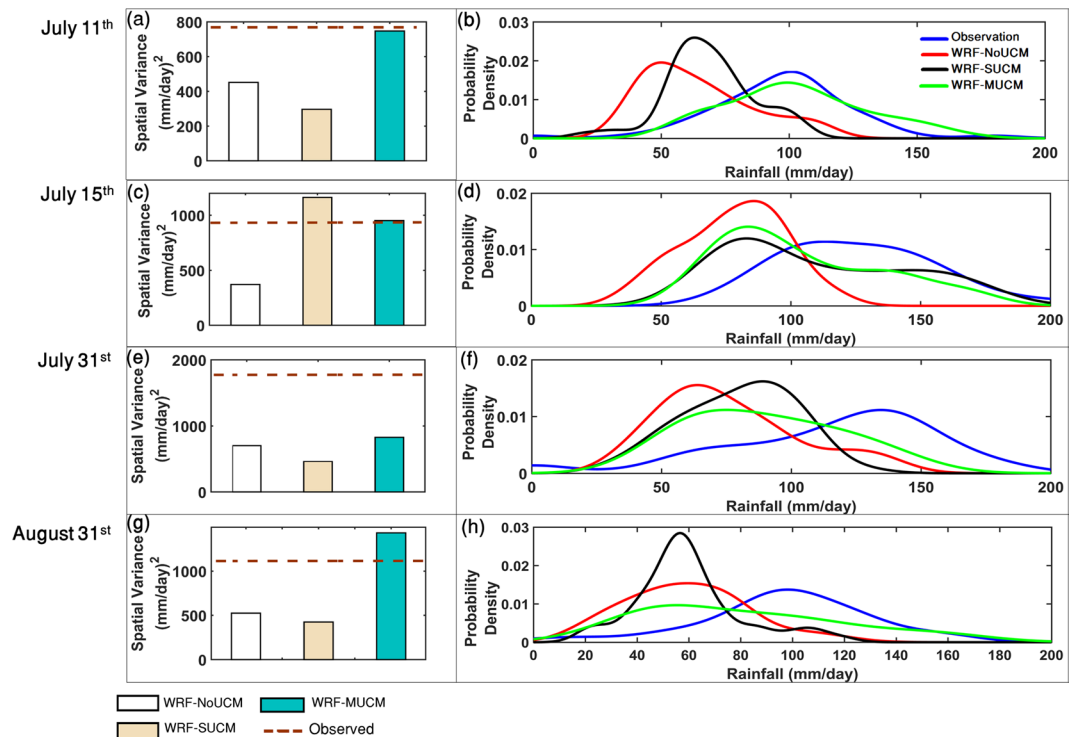 July 11th
(a)
Spatial Variance
(mm/day)2
800
600
400
200
0
(b)
Probability
Density
0.03
0.02
0.01
0
0 50 100 150 200
Rainfall (mm/day)
Observation
WRF-NoUCM
WRF-SUCM
WRF-MUCM
July 15th
(c)
Spatial Variance
(mm/day)2
1000
500
0
(d)
Probability
Density
0.02
0.01
0
0 50 100 150 200
Rainfall (mm/day)
July 31st
(e)
Spatial Variance
(mm/day)2
2000
1000
0
(f)
Probability
Density
0.02
0.01
0
0 50 100 150 200
Rainfall (mm/day)
August 31st
(g)
Spatial Variance
(mm/day)2
1000
500
0
(h)
Probability
Density
0.03
0.02
0.01
0
0 20 40 60 80 100 120 140 160 180 200
Rainfall (mm/day)
WRF-NoUCM WRF-MUCM
WRF-SUCM Observed